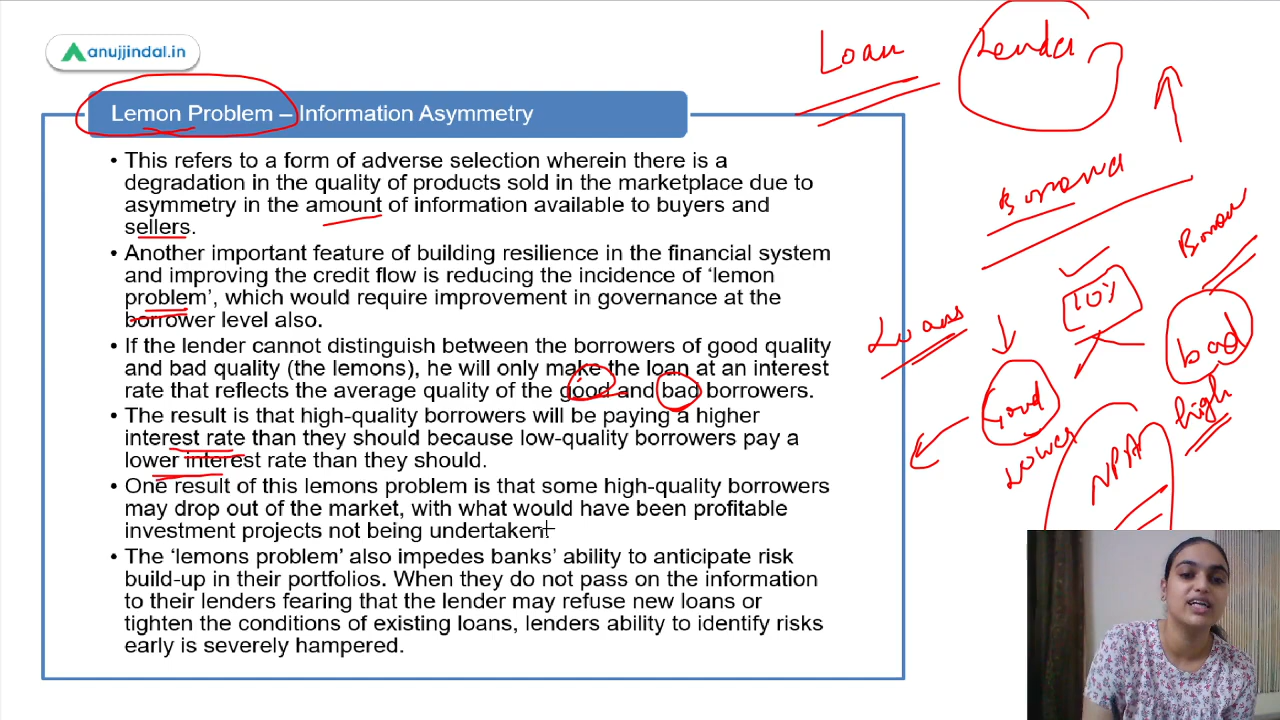 anujjindal.in
Lemon Problem – Information Asymmetry
• This refers to a form of adverse selection wherein there is a
degradation in the quality of products sold in the marketplace due to
asymmetry in the amount of information available to buyers and
sellers.
• Another important feature of building resilience in the financial system
and improving the credit flow is reducing the incidence of ‘lemon
problem’, which would require improvement in governance at the
borrower level also.
• If the lender cannot distinguish between the borrowers of good quality
and bad quality (the lemons), he will only make the loan at an interest
rate that reflects the average quality of the good and bad borrowers.
• The result is that high-quality borrowers will be paying a higher
interest rate than they should because low-quality borrowers pay a
lower interest rate than they should.
• One result of this lemons problem is that some high-quality borrowers
may drop out of the market, with what would have been profitable
investment projects not being undertaken
• The ‘lemons problem’ also impedes banks’ ability to anticipate risk
build-up in their portfolios. When they do not pass on the information
to their lenders fearing that the lender may refuse new loans or
tighten the conditions of existing loans, lenders ability to identify risks
early is severely hampered.
Loan Lender
Borrower
Borrow
10%
Loans
bad
Good
high
Lower
NPA